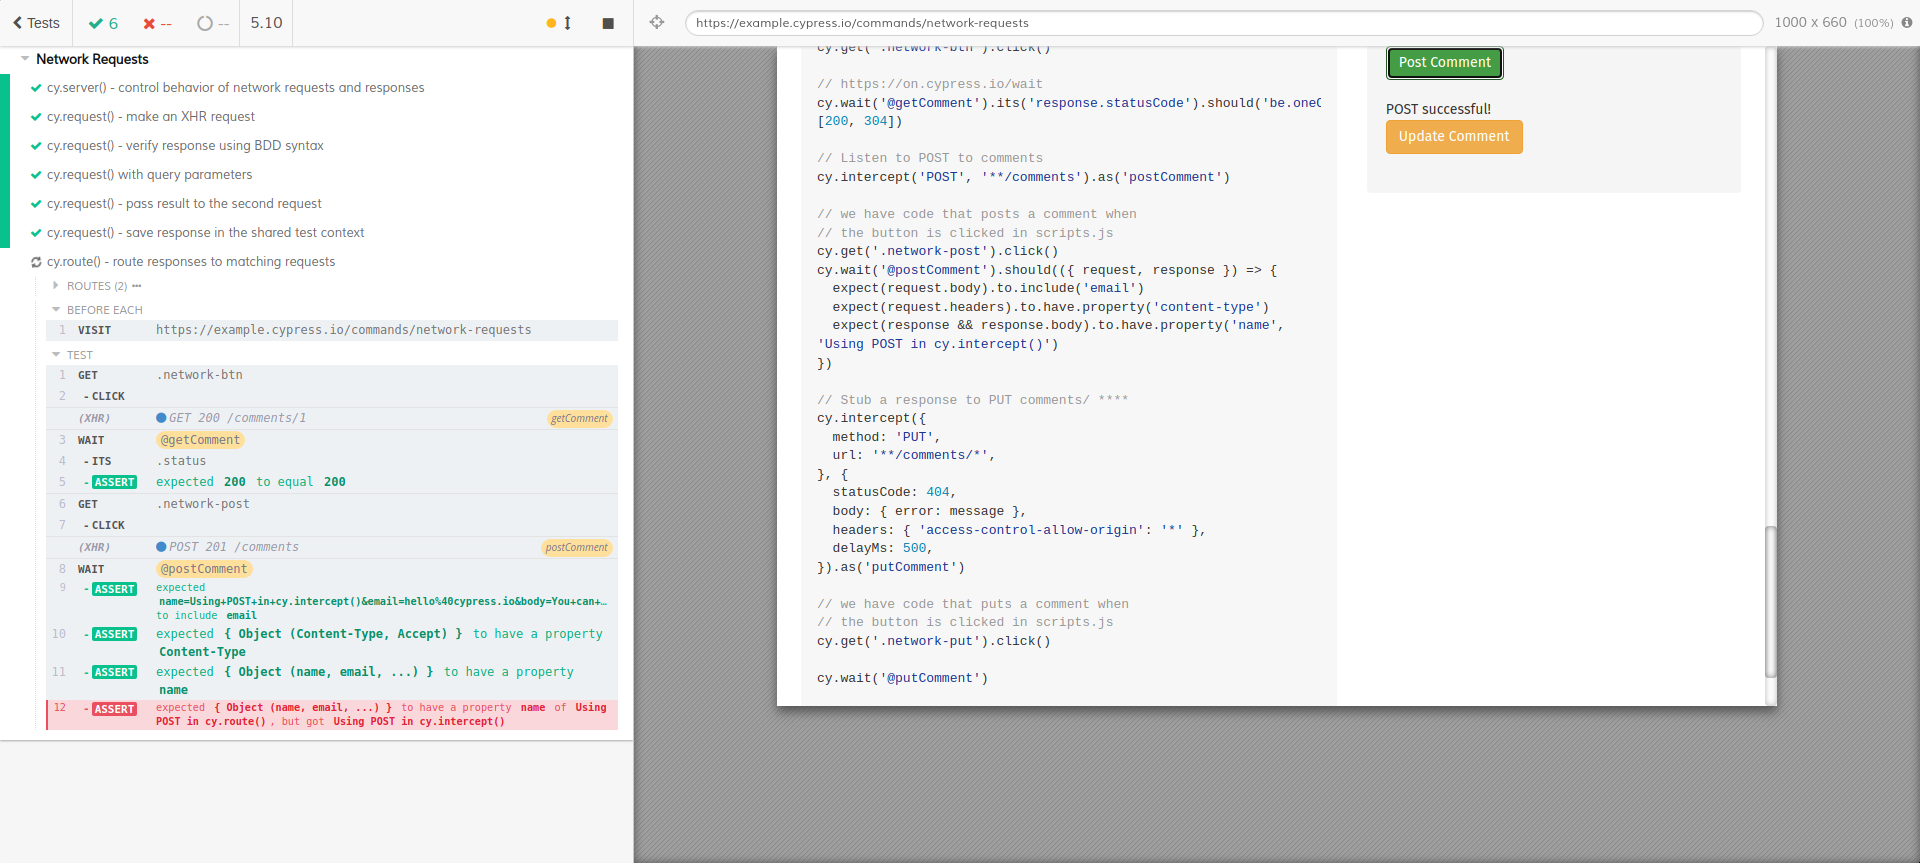 Tests
6
--
--
5.10
https://example.cypress.io/commands/network-requests
1000 x 660 (100%)
Network Requests
cy.server() - control behavior of network requests and responses
cy.request() - make an XHR request
cy.request() - verify response using BDD syntax
cy.request() with query parameters
cy.request() - pass result to the second request
cy.request() - save response in the shared test context
cy.route() - route responses to matching requests
ROUTES (2)
BEFORE EACH
1 VISIT https://example.cypress.io/commands/network-requests
TEST
1 GET .network-btn
2 - CLICK
(XHR) GET 200 /comments/1 getComment
3 WAIT @getComment
4 - ITS .status
5 - ASSERT expected 200 to equal 200
6 GET .network-post
7 - CLICK
(XHR) POST 201 /comments postComment
8 WAIT @postComment
9 - ASSERT expected
name=Using+POST+in+cy.intercept()&email=hello%40cypress.io&body=You+can+…
to include email
10 - ASSERT expected { Object (Content-Type, Accept) } to have a property
Content-Type
11 - ASSERT expected { Object (name, email, ...) } to have a property
name
12 - ASSERT expected { Object (name, email, ...) } to have a property name of Using
POST in cy.route(), but got Using POST in cy.intercept()
cy.get('.network-btn').click()
// https://on.cypress.io/wait
cy.wait('@getComment').its('response.statusCode').should('be.oneO
[200, 304])
// Listen to POST to comments
cy.intercept('POST', '**/comments').as('postComment')
// we have code that posts a comment when
// the button is clicked in scripts.js
cy.get('.network-post').click()
cy.wait('@postComment').should(({ request, response }) => {
  expect(request.body).to.include('email')
  expect(request.headers).to.have.property('content-type')
  expect(response && response.body).to.have.property('name',
'Using POST in cy.intercept()')
})
// Stub a response to PUT comments/ ****
cy.intercept({
  method: 'PUT',
  url: '**/comments/*',
}, {
  statusCode: 404,
  body: { error: message },
  headers: { 'access-control-allow-origin': '*' },
  delayMs: 500,
}).as('putComment')
// we have code that puts a comment when
// the button is clicked in scripts.js
cy.get('.network-put').click()
cy.wait('@putComment')
Post Comment
POST successful!
Update Comment